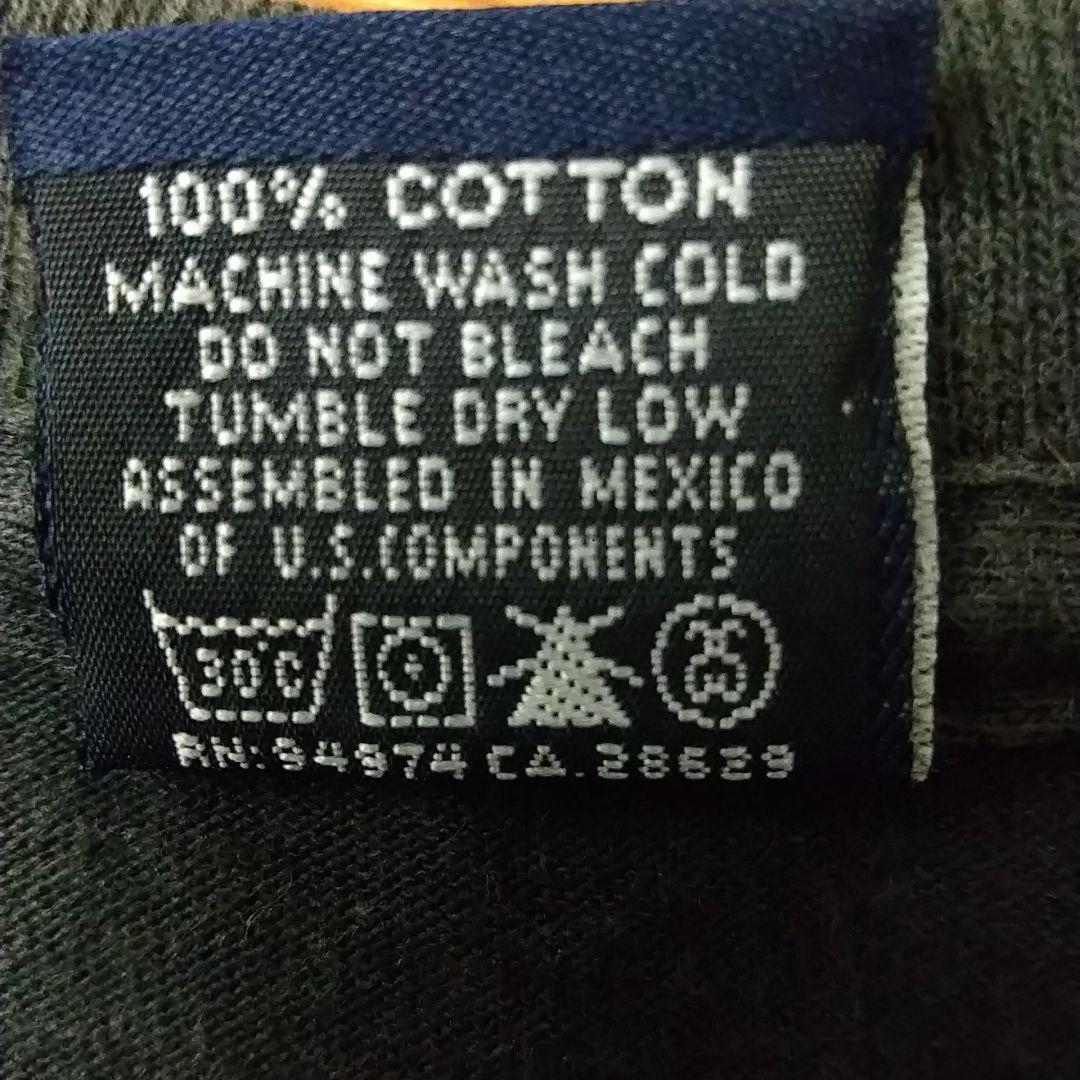 100% COTTON
MACHINE WASH COLD
DO NOT BLEACH
TUMBLE DRY LOW
ASSEMBLED IN MEXICO
OF U.S.COMPONENTS
30°C
RN:94974 CA.28629